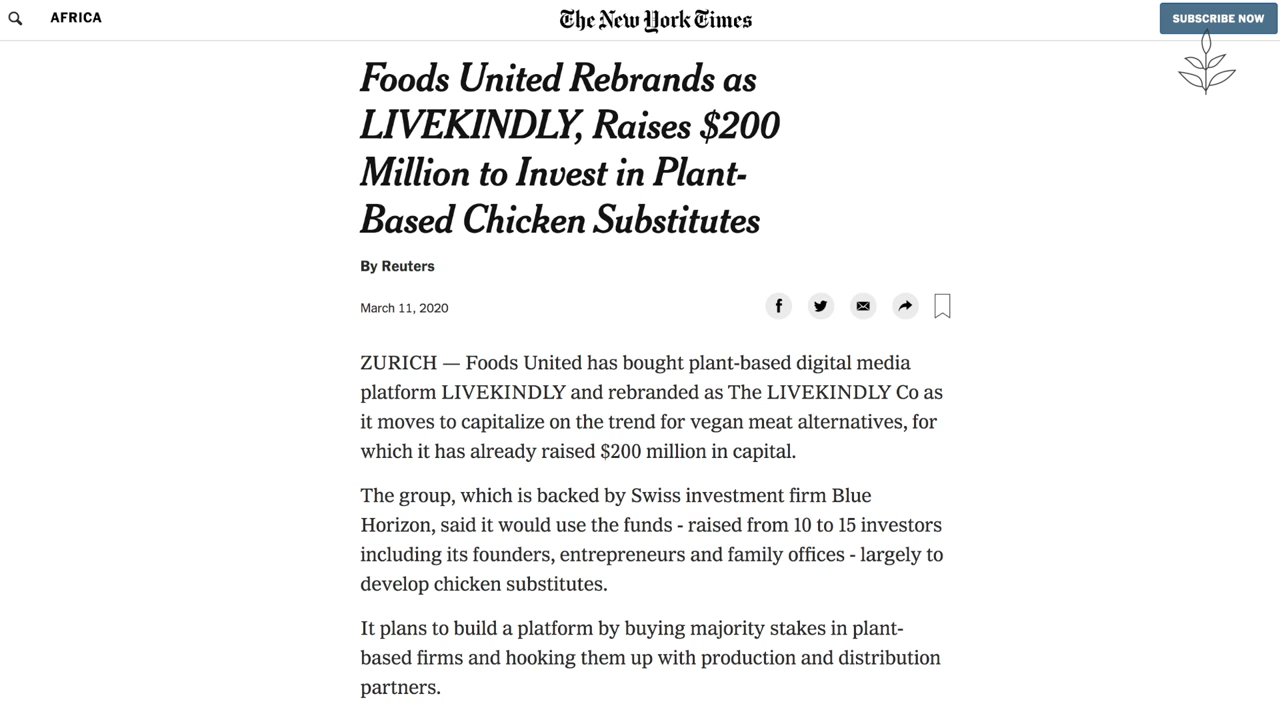 AFRICA
The New York Times
SUBSCRIBE NOW
Foods United Rebrands as
LIVEKINDLY, Raises $200
Million to Invest in Plant-
Based Chicken Substitutes
By Reuters
March 11, 2020
ZURICH — Foods United has bought plant-based digital media
platform LIVEKINDLY and rebranded as The LIVEKINDLY Co as
it moves to capitalize on the trend for vegan meat alternatives, for
which it has already raised $200 million in capital.
The group, which is backed by Swiss investment firm Blue
Horizon, said it would use the funds - raised from 10 to 15 investors
including its founders, entrepreneurs and family offices - largely to
develop chicken substitutes.
It plans to build a platform by buying majority stakes in plant-
based firms and hooking them up with production and distribution
partners.